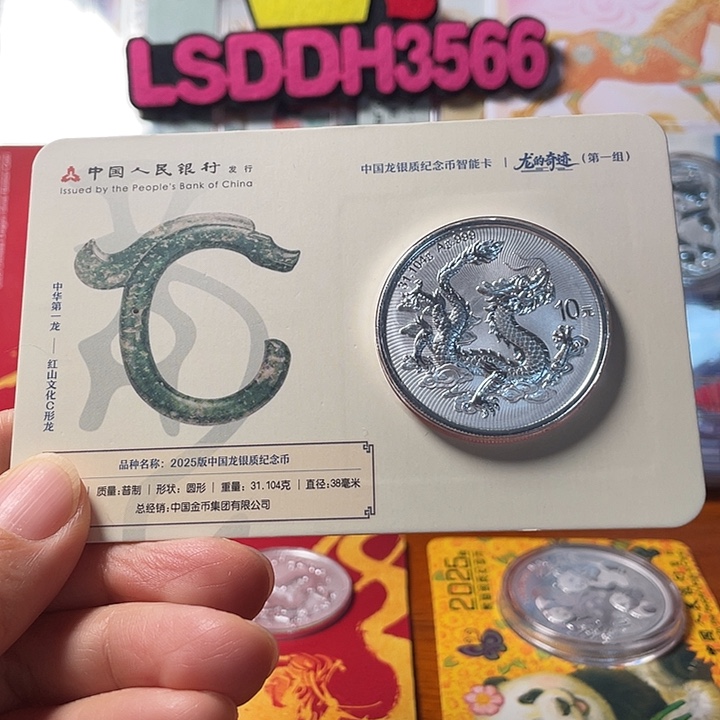 LSDDH3566
中国人民银行 发行
Issued by the People's Bank of China
中国龙银质纪念币智能卡 | 龙的奇迹 (第一组)
中华第一龙 — 红山文化C形龙
31.104g Ag.999
10元
品种名称：2025版中国龙银质纪念币
| 质量：普制 | 形状：圆形 | 重量：31.104克 | 直径：38毫米
总经销：中国金币集团有限公司
2025